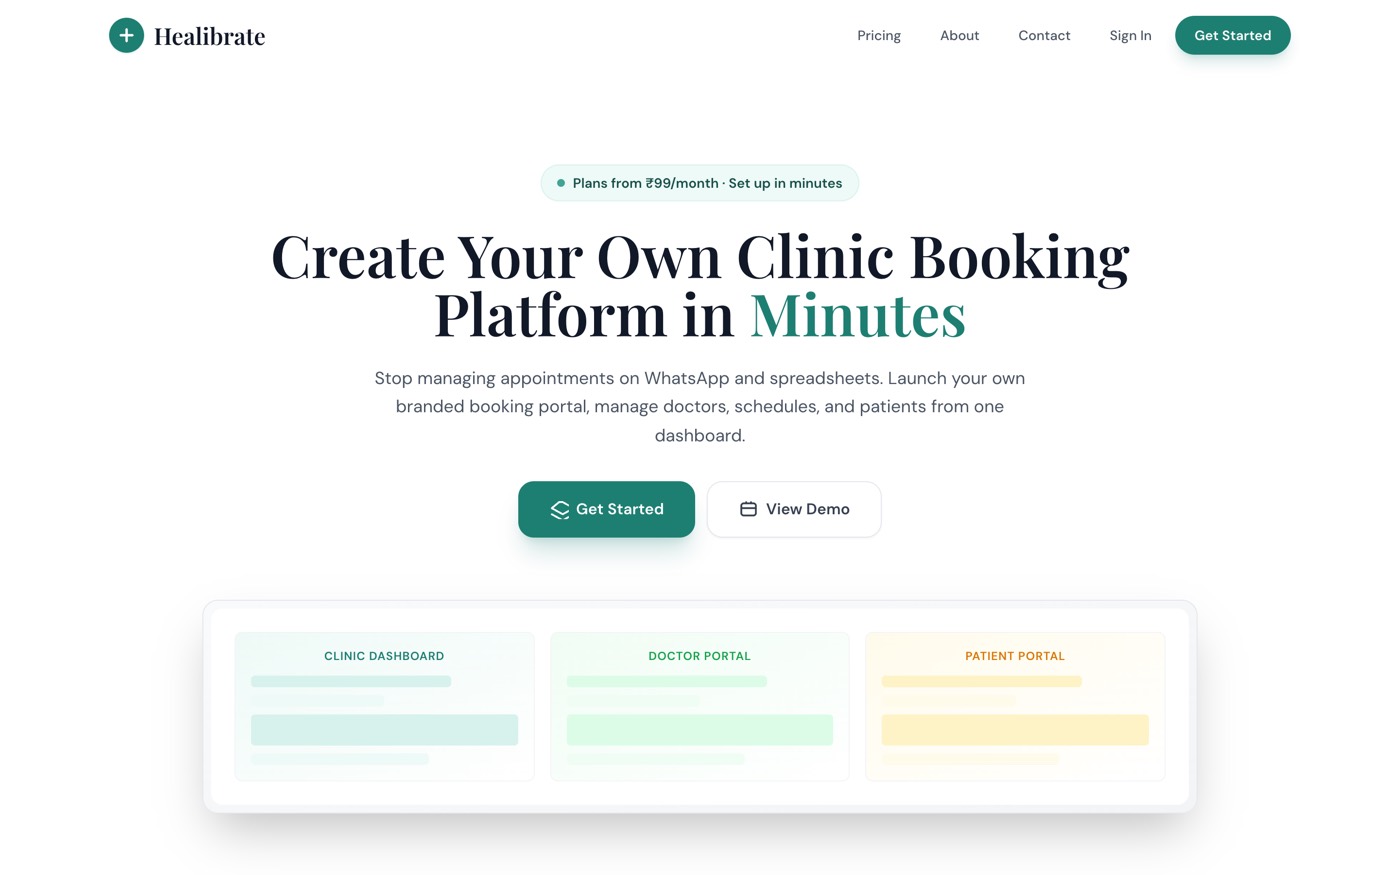 Healibrate
Pricing
About
Contact
Sign In
Get Started
Plans from ₹99/month · Set up in minutes
Create Your Own Clinic Booking
Platform in Minutes
Stop managing appointments on WhatsApp and spreadsheets. Launch your own
branded booking portal, manage doctors, schedules, and patients from one
dashboard.
Get Started
View Demo
CLINIC DASHBOARD
DOCTOR PORTAL
PATIENT PORTAL